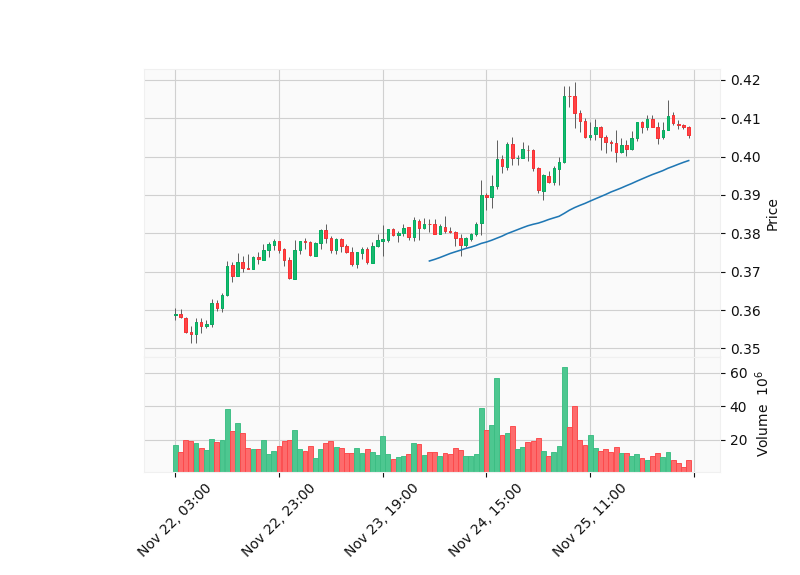 0.42
0.41
0.40
0.39
0.38
0.37
0.36
0.35
Price
60
40
20
Volume 10^6
Nov 22, 03:00
Nov 22, 23:00
Nov 23, 19:00
Nov 24, 15:00
Nov 25, 11:00